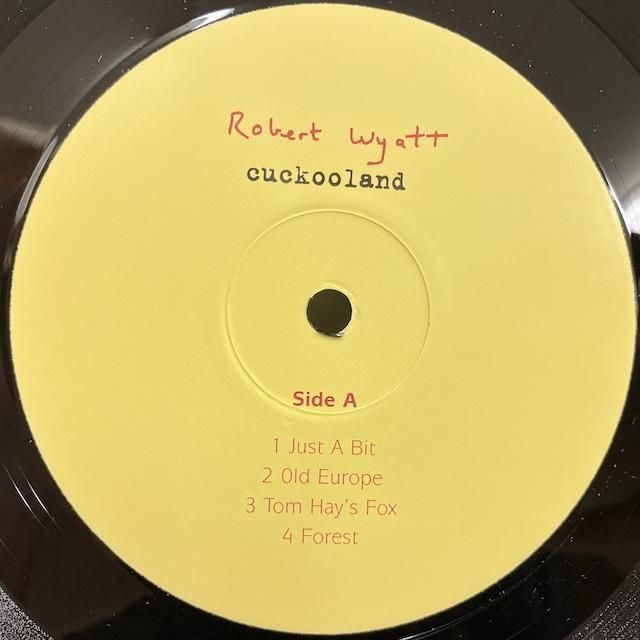 Robert Wyatt
cuckooland
Side A
1 Just A Bit
2 Old Europe
3 Tom Hay's Fox
4 Forest